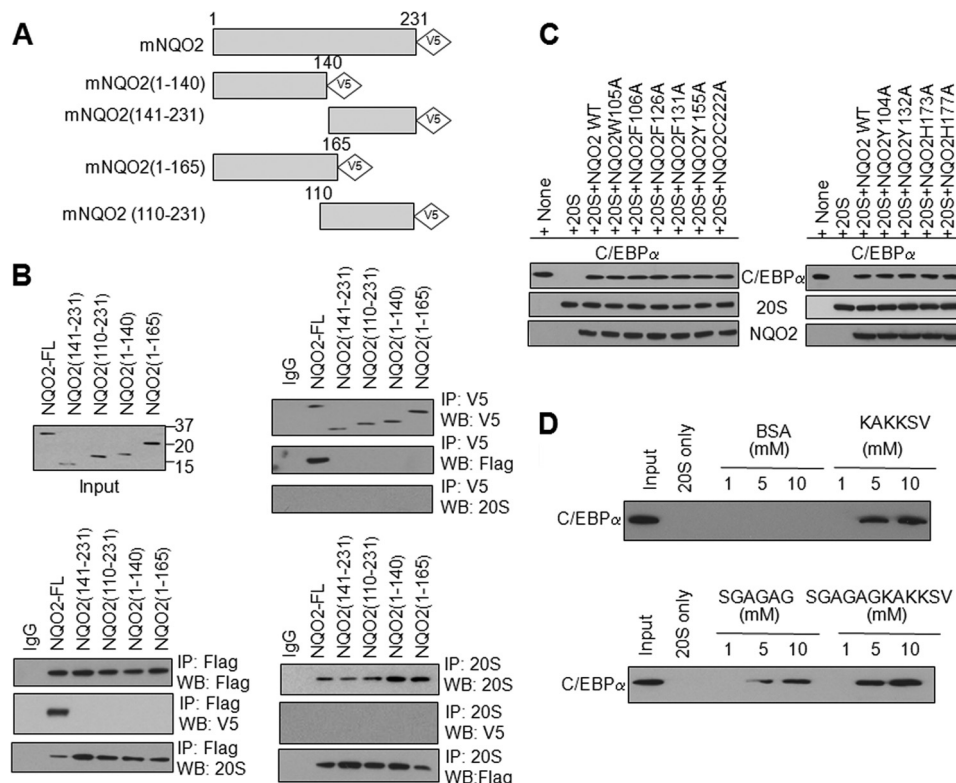 A
1 231
mNQO2 V5
140
mNQO2(1-140) V5
mNQO2(141-231) V5
165
mNQO2(1-165) V5
110
mNQO2 (110-231) V5
B
NQO2-FL
NQO2(141-231)
NQO2(110-231)
NQO2(1-140)
NQO2(1-165)
37
20
15
Input
IgG
NQO2-FL
NQO2(141-231)
NQO2(110-231)
NQO2(1-140)
NQO2(1-165)
IP: V5
WB: V5
IP: V5
WB: Flag
IP: V5
WB: 20S
IgG
NQO2-FL
NQO2(141-231)
NQO2(110-231)
NQO2(1-140)
NQO2(1-165)
IP: Flag
WB: Flag
IP: Flag
WB: V5
IP: Flag
WB: 20S
IgG
NQO2-FL
NQO2(141-231)
NQO2(110-231)
NQO2(1-140)
NQO2(1-165)
IP: 20S
WB: 20S
IP: 20S
WB: V5
IP: 20S
WB:Flag
C
+ None
+20S
+20S+NQO2 WT
+20S+NQO2W105A
+20S+NQO2F106A
+20S+NQO2F126A
+20S+NQO2F131A
+20S+NQO2Y 155A
+20S+NQO2C222A
C/EBPα
+ None
+20S
+20S+NQO2 WT
+20S+NQO2Y104A
+20S+NQO2Y132A
+20S+NQO2H173A
+20S+NQO2H177A
C/EBPα
C/EBPα
20S
NQO2
D
Input
20S only
BSA
(mM)
1 5 10
KAKKSV
(mM)
1 5 10
C/EBPα
Input
20S only
SGAGAG
(mM)
1 5 10
SGAGAGKAKKSV
(mM)
1 5 10
C/EBPα